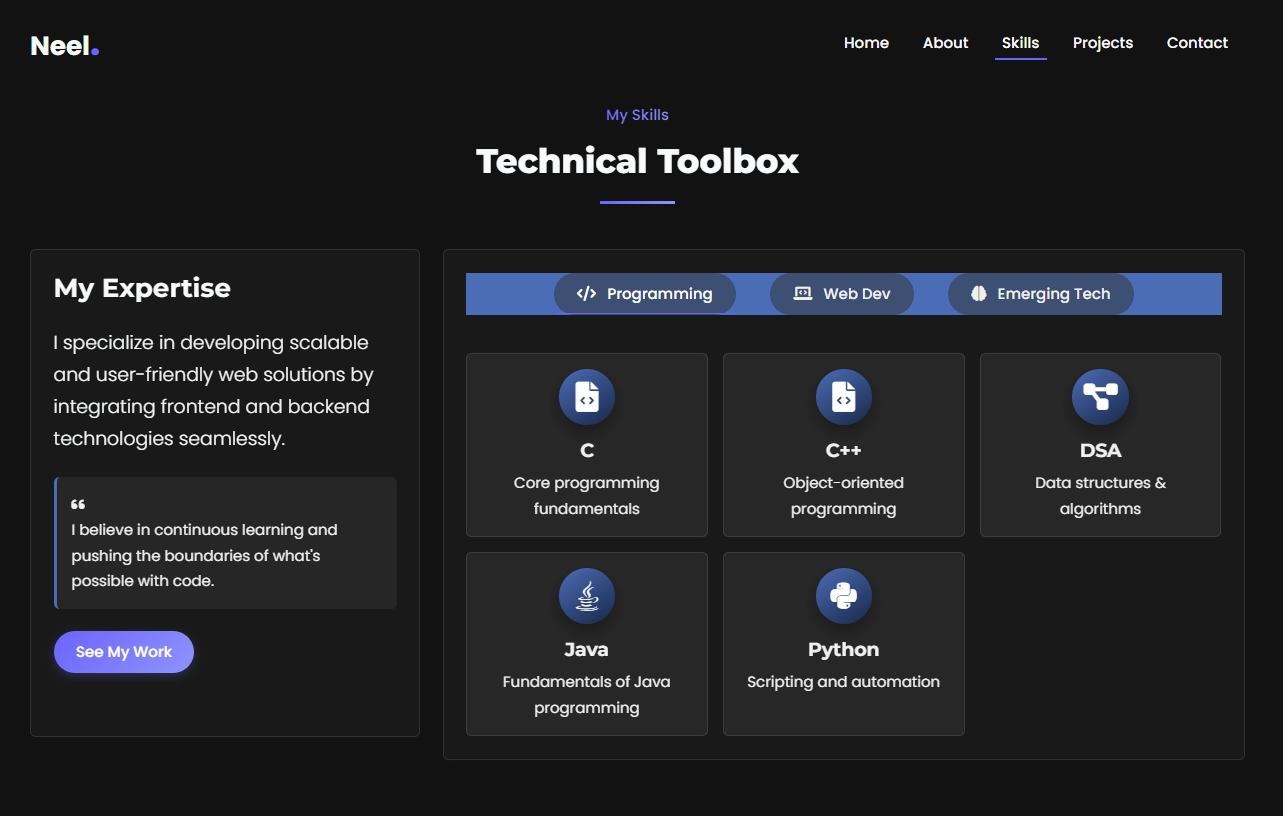 Neel.
Home About Skills Projects Contact
My Skills
Technical Toolbox
My Expertise
I specialize in developing scalable
and user-friendly web solutions by
integrating frontend and backend
technologies seamlessly.
“
I believe in continuous learning and
pushing the boundaries of what's
possible with code.
See My Work
</> Programming Web Dev Emerging Tech
C
Core programming
fundamentals
C++
Object-oriented
programming
DSA
Data structures &
algorithms
Java
Fundamentals of Java
programming
Python
Scripting and automation